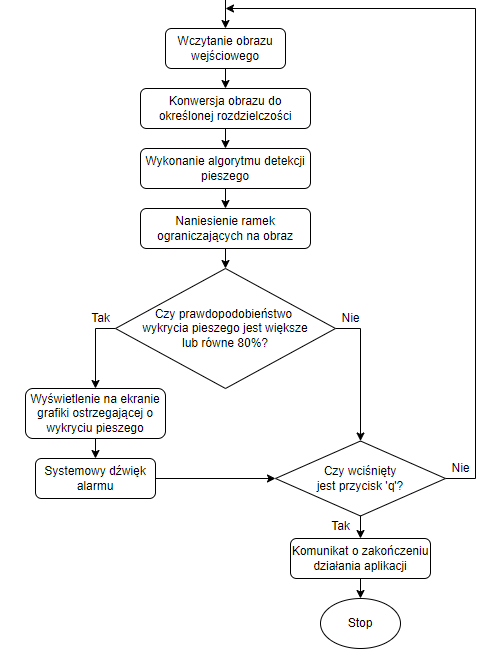 Wczytanie obrazu
wejściowego
Konwersja obrazu do
określonej rozdzielczości
Wykonanie algorytmu detekcji
pieszego
Naniesienie ramek
ograniczających na obraz
Czy prawdopodobieństwo
wykrycia pieszego jest większe
lub równe 80%?
Tak
Nie
Wyświetlenie na ekranie
grafiki ostrzegającej o
wykryciu pieszego
Systemowy dźwięk
alarmu
Czy wciśnięty
jest przycisk 'q'?
Nie
Tak
Komunikat o zakończeniu
działania aplikacji
Stop